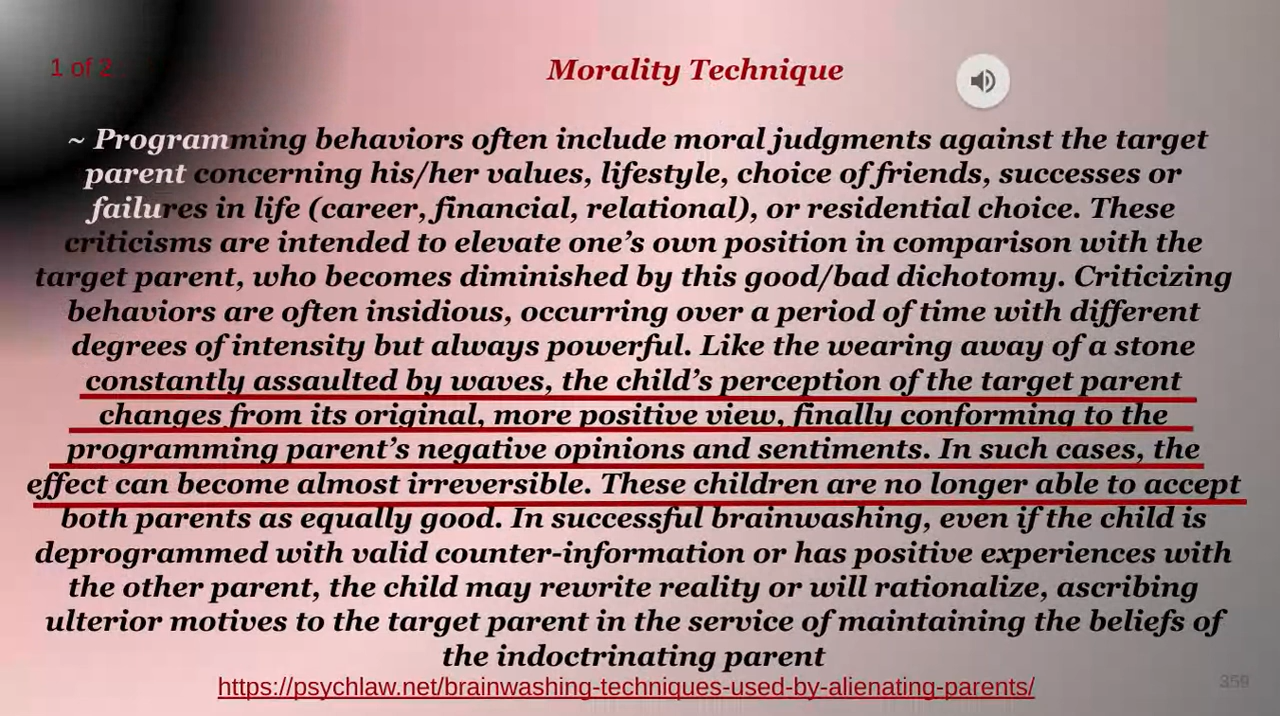 1 of 2
Morality Technique
~ Programming behaviors often include moral judgments against the target
parent concerning his/her values, lifestyle, choice of friends, successes or
failures in life (career, financial, relational), or residential choice. These
criticisms are intended to elevate one’s own position in comparison with the
target parent, who becomes diminished by this good/bad dichotomy. Criticizing
behaviors are often insidious, occurring over a period of time with different
degrees of intensity but always powerful. Like the wearing away of a stone
constantly assaulted by waves, the child’s perception of the target parent
changes from its original, more positive view, finally conforming to the
programming parent’s negative opinions and sentiments. In such cases, the
effect can become almost irreversible. These children are no longer able to accept
both parents as equally good. In successful brainwashing, even if the child is
deprogrammed with valid counter-information or has positive experiences with
the other parent, the child may rewrite reality or will rationalize, ascribing
ulterior motives to the target parent in the service of maintaining the beliefs of
the indoctrinating parent
https://psychlaw.net/brainwashing-techniques-used-by-alienating-parents/
359